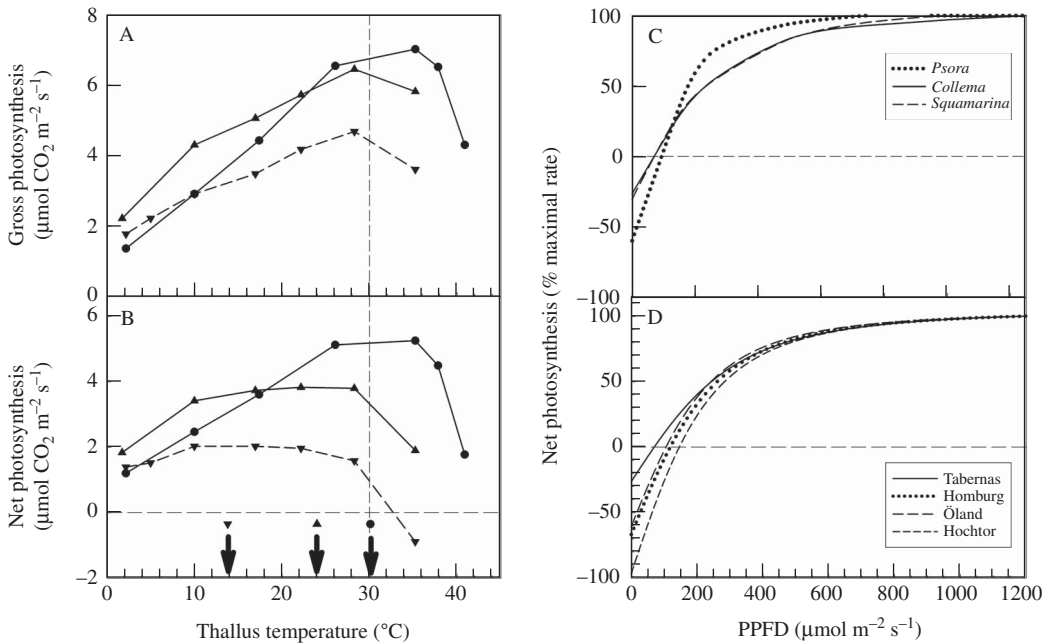 A
8
6
4
2
0
Gross photosynthesis
(µmol CO2 m−2 s−1)
B
6
4
2
0
−2
Net photosynthesis
(µmol CO2 m−2 s−1)
0 10 20 30 40
Thallus temperature (°C)
C
100
50
0
−50
−100
Psora
Collema
Squamarina
Net photosynthesis (% maximal rate)
D
100
50
0
−50
−100
Tabernas
Homburg
Öland
Hochtor
0 200 400 600 800 1000 1200
PPFD (µmol m−2 s−1)